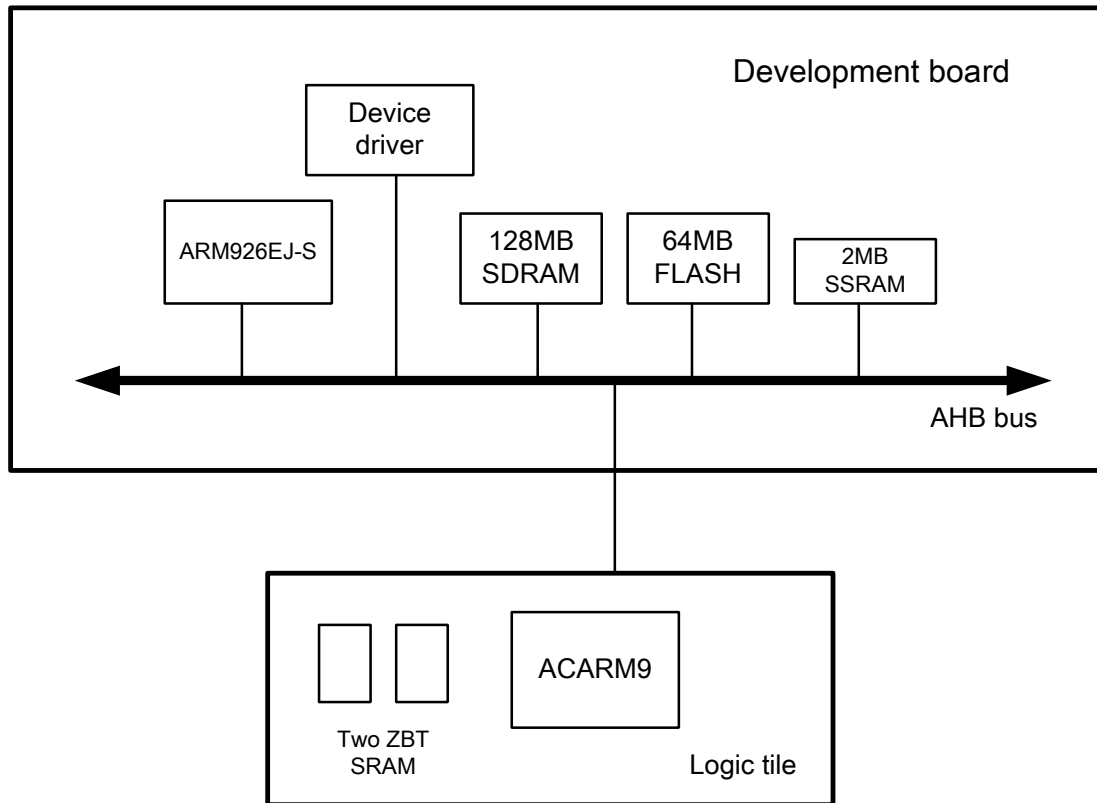 Development board
Device
driver
ARM926EJ-S
128MB
SDRAM
64MB
FLASH
2MB
SSRAM
AHB bus
ACARM9
Two ZBT
SRAM
Logic tile